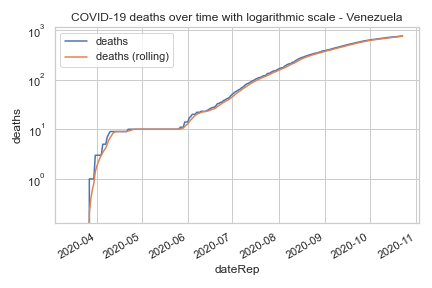 COVID-19 deaths over time with logarithmic scale - Venezuela
deaths
deaths (rolling)
deaths
10³
10²
10¹
10⁰
2020-04
2020-05
2020-06
2020-07
2020-08
2020-09
2020-10
2020-11
dateRep